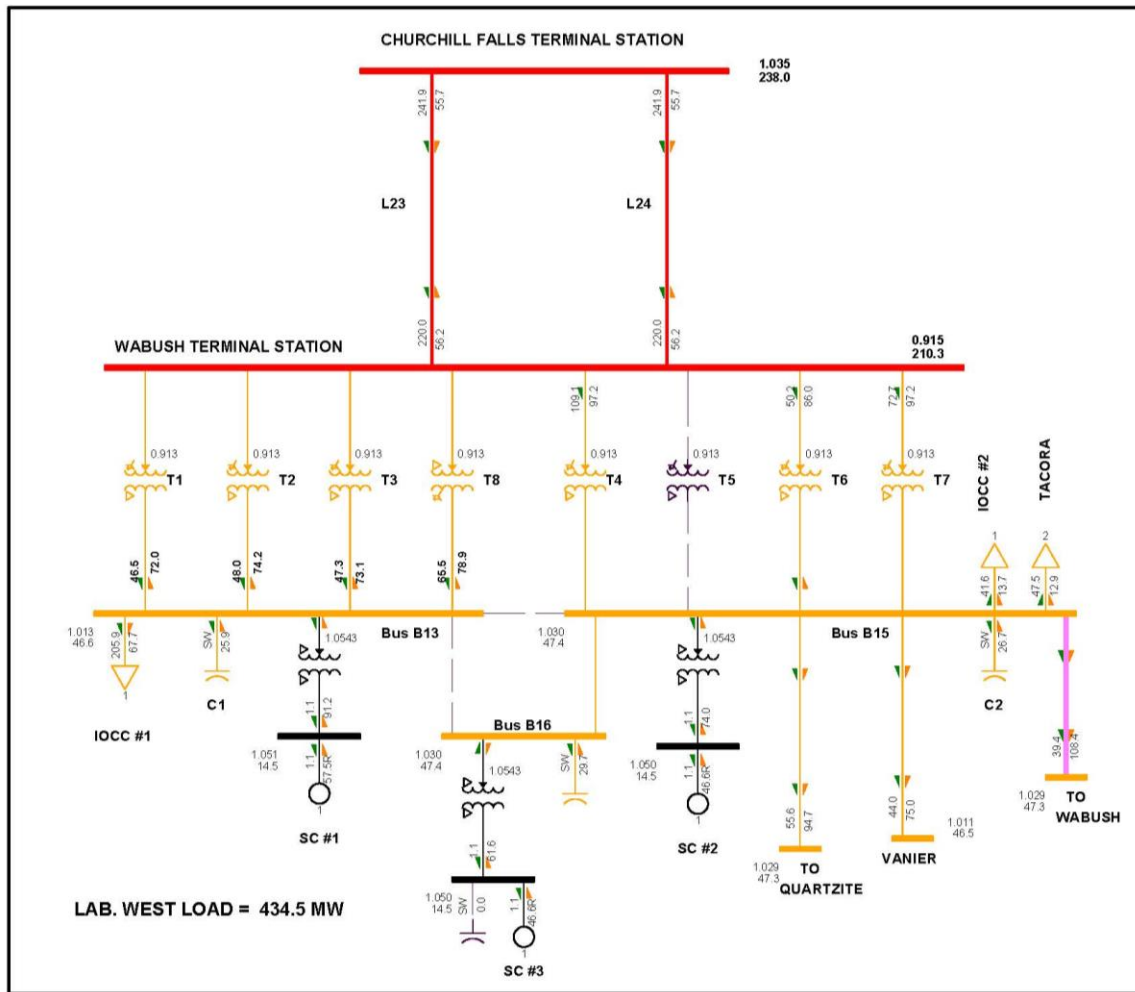 CHURCHILL FALLS TERMINAL STATION
1.035
238.0
241.9
55.7
241.9
55.7
L23
L24
220.0
56.2
220.0
56.2
WABUSH TERMINAL STATION
0.915
210.3
109.1
97.2
50.2
86.0
72.7
97.2
0.913
T1
0.913
T2
0.913
T3
0.913
T8
0.913
T4
0.913
T5
0.913
T6
0.913
T7
IOCC #2
TACORA
46.5
72.0
48.0
74.2
47.3
73.1
65.5
78.9
1
2
41.6
13.7
47.5
12.9
Bus B13
Bus B15
1.013
46.6
205.9
67.7
1
IOCC #1
SW
25.9
C1
1.0543
1.1
91.2
1.051
14.5
1.1
57.5R
1
SC #1
1.030
47.4
Bus B16
1.030
47.4
1.0543
SW
29.7
1.1
61.6
1.050
14.5
SW
0.0
1.1
46.6R
1
SC #3
1.0543
1.1
74.0
1.050
14.5
1.1
46.6R
1
SC #2
SW
26.7
C2
55.6
94.7
1.029
47.3
TO
QUARTZITE
44.0
75.0
1.011
46.5
VANIER
39.4
108.4
1.029
47.3
TO
WABUSH
LAB. WEST LOAD = 434.5 MW